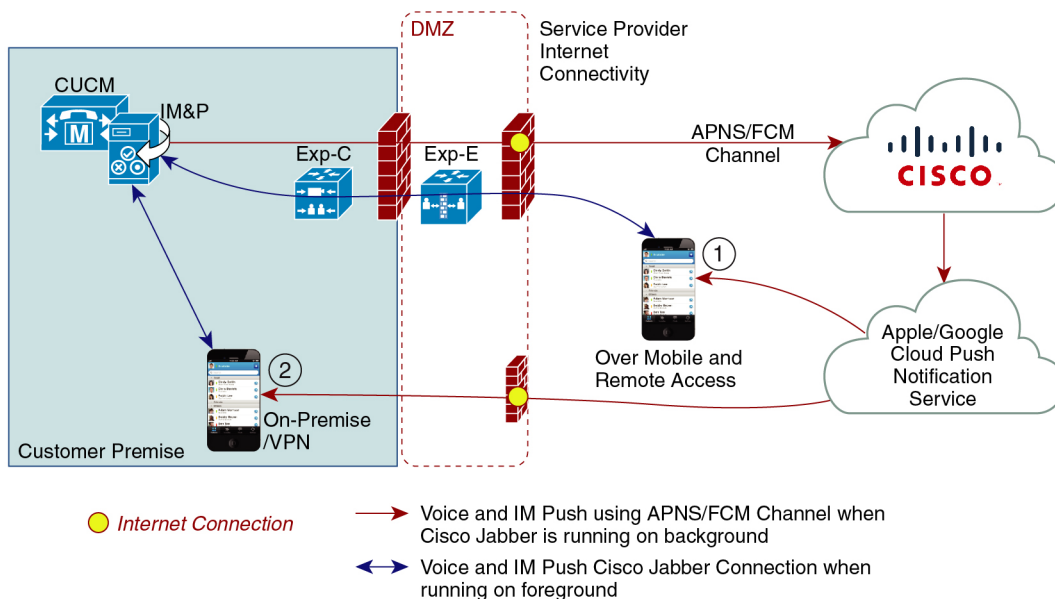 DMZ
Service Provider
Internet
Connectivity
CUCM
M
IM&P
Exp-C
Exp-E
APNS/FCM
Channel
CISCO
1
Over Mobile and
Remote Access
Apple/Google
Cloud Push
Notification
Service
2
On-Premise
/VPN
Customer Premise
Internet Connection
Voice and IM Push using APNS/FCM Channel when
Cisco Jabber is running on background
Voice and IM Push Cisco Jabber Connection when
running on foreground